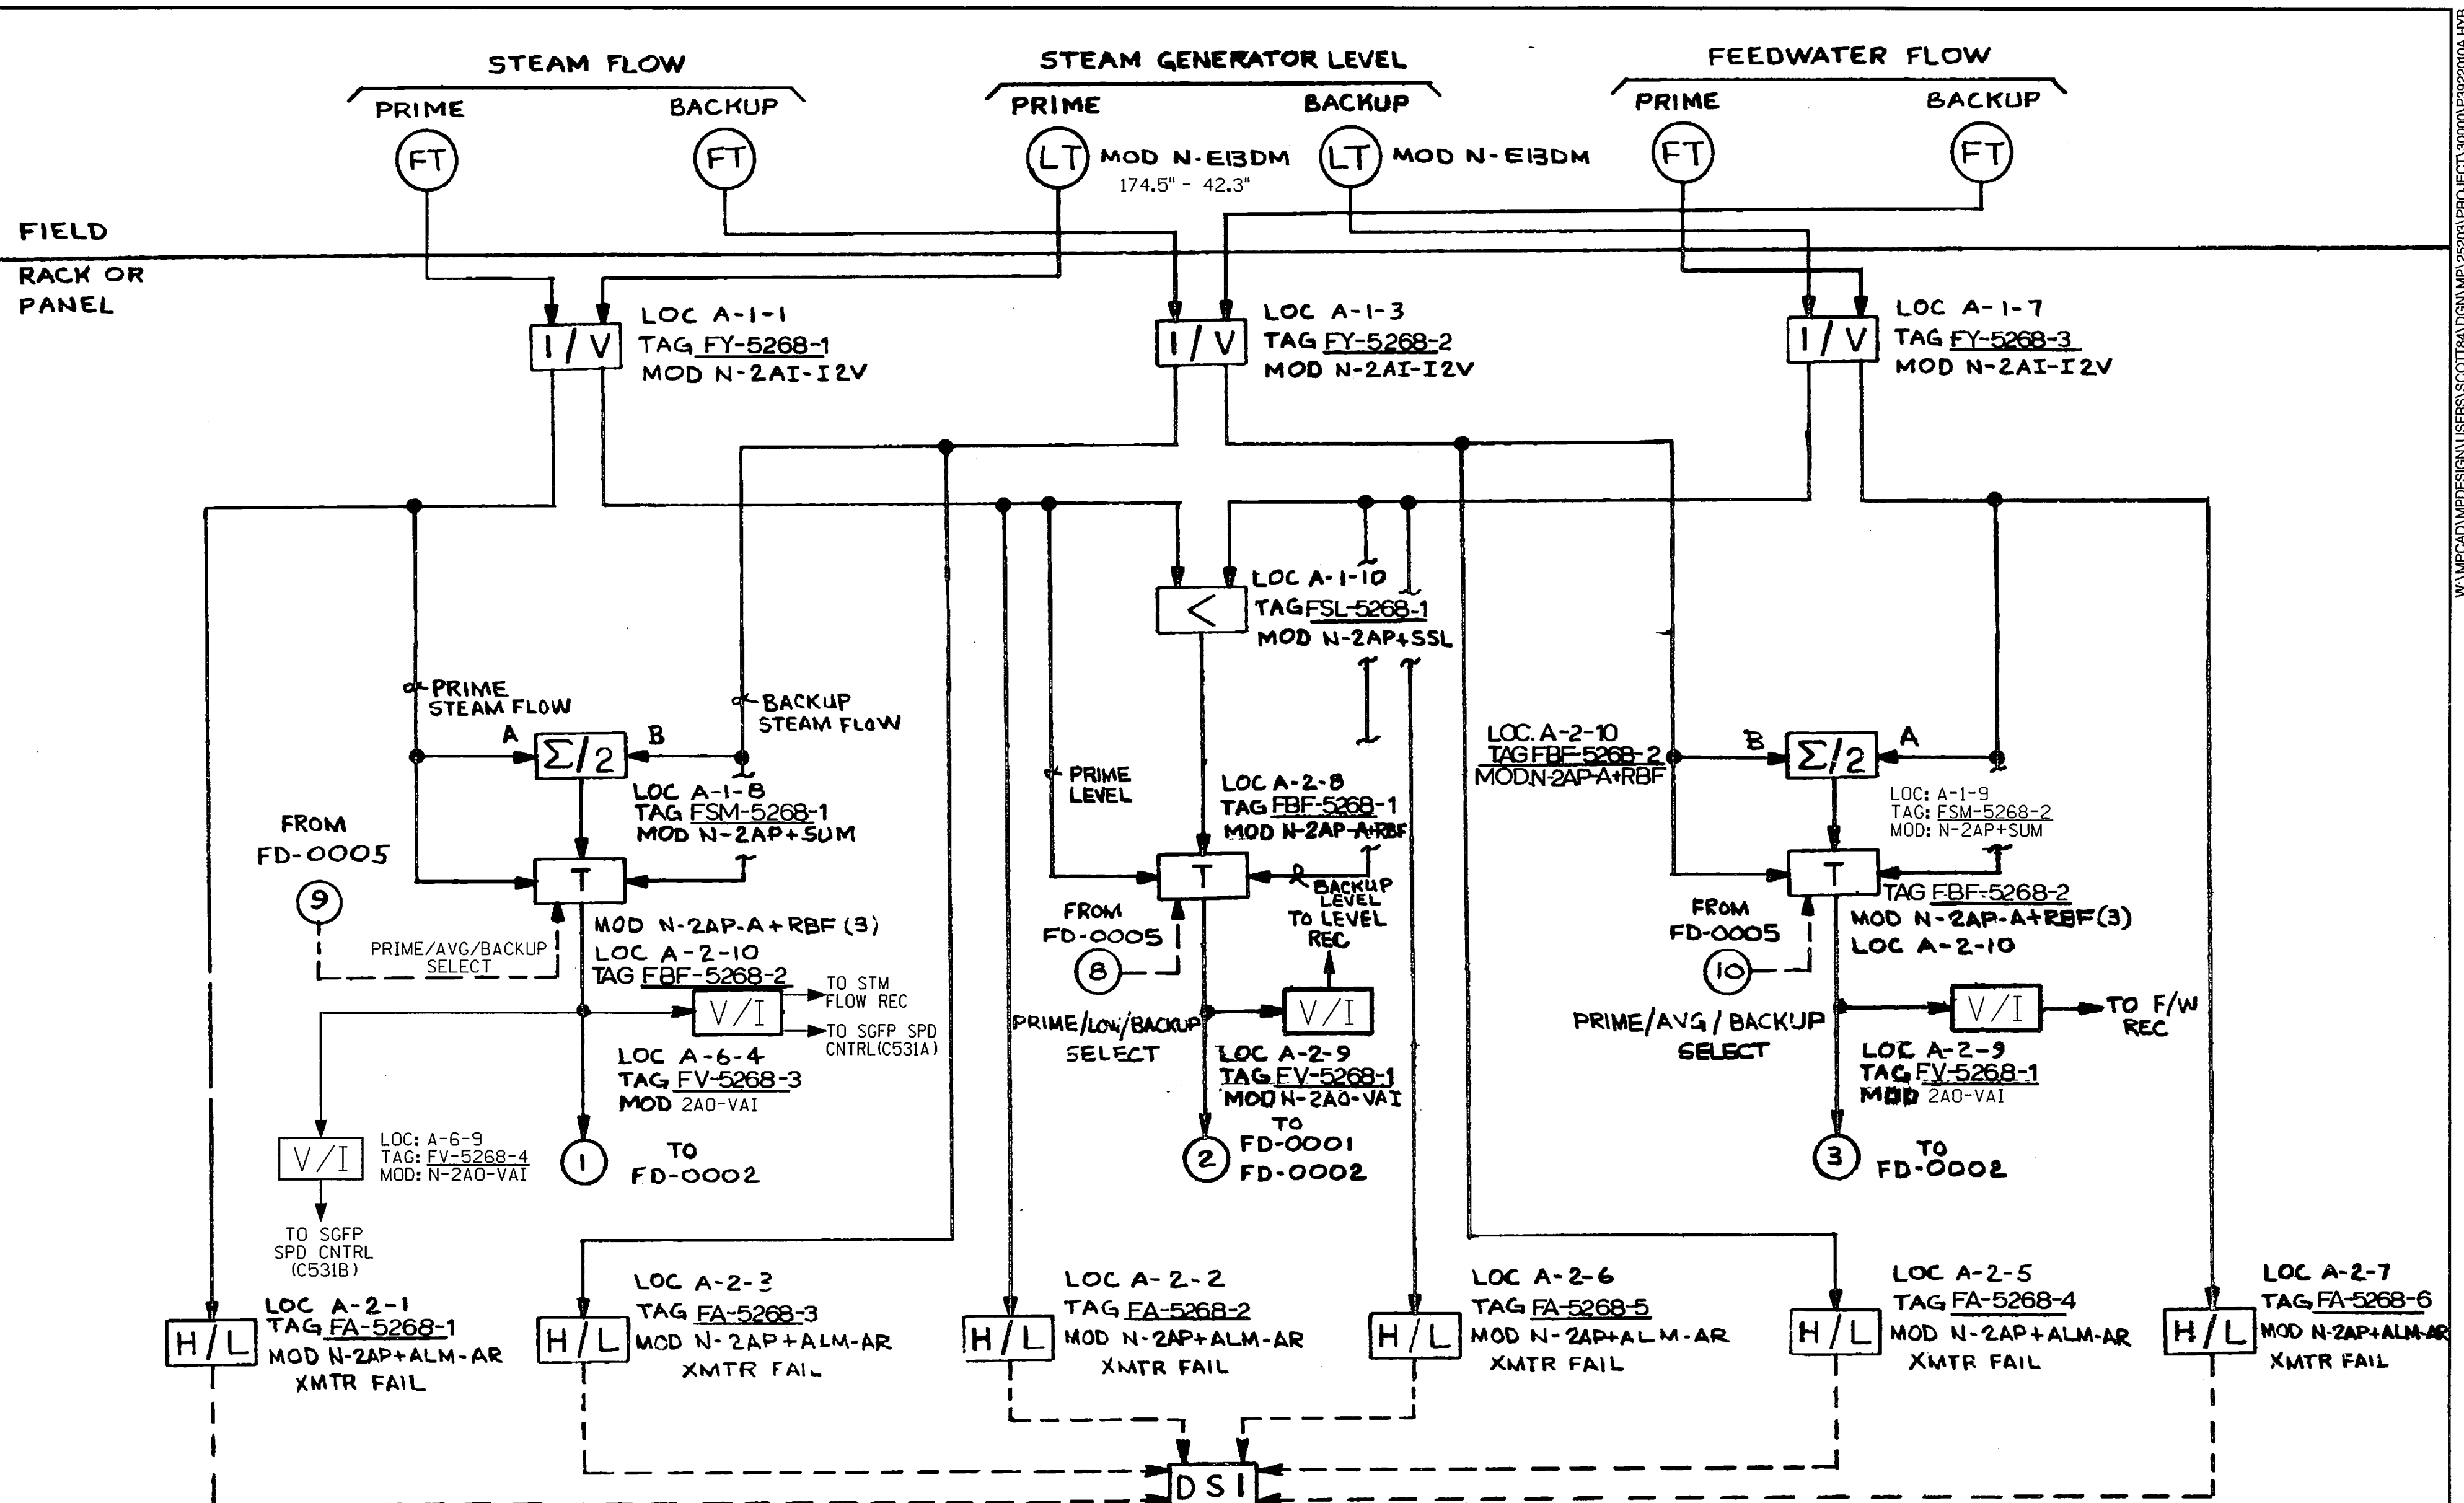 STEAM FLOW
PRIME
BACKUP
FT
FT
STEAM GENERATOR LEVEL
PRIME
BACKUP
LT
MOD N-E13DM
174.5" - 42.3"
LT
MOD N-E13DM
FEEDWATER FLOW
PRIME
BACKUP
FT
FT
FIELD
RACK OR
PANEL
I/V
LOC A-1-1
TAG FY-5268-1
MOD N-2AI-I2V
I/V
LOC A-1-3
TAG FY-5268-2
MOD N-2AI-I2V
I/V
LOC A-1-7
TAG FY-5268-3
MOD N-2AI-I2V
<
LOC A-1-10
TAG FSL-5268-1
MOD N-2AP+SSL
PRIME
STEAM FLOW
BACKUP
STEAM FLOW
A
Σ/2
B
LOC A-1-8
TAG FSM-5268-1
MOD N-2AP+SUM
FROM
FD-0005
9
PRIME/AVG/BACKUP
SELECT
T
MOD N-2AP-A+RBF (3)
LOC A-2-10
TAG FBF-5268-2
V/I
TO STM
FLOW REC
TO SGFP SPD
CNTRL(C531A)
LOC A-6-4
TAG FV-5268-3
MOD 2AO-VAI
V/I
LOC: A-6-9
TAG: FV-5268-4
MOD: N-2AO-VAI
TO SGFP
SPD CNTRL
(C531B)
1
TO
FD-0002
PRIME
LEVEL
LOC A-2-8
TAG FBF-5268-1
MOD N-2AP-A+RBF
T
BACKUP
LEVEL
TO LEVEL
REC
FROM
FD-0005
8
PRIME/LOW/BACKUP
SELECT
V/I
LOC A-2-9
TAG FV-5268-1
MOD N-2AO-VAI
2
TO
FD-0001
FD-0002
LOC. A-2-10
TAG FBF-5268-2
MOD.N-2AP-A+RBF
B
Σ/2
A
LOC: A-1-9
TAG: FSM-5268-2
MOD: N-2AP+SUM
T
TAG FBF-5268-2
MOD N-2AP-A+RBF(3)
LOC A-2-10
FROM
FD-0005
10
PRIME/AVG/BACKUP
SELECT
V/I
TO F/W
REC
LOC A-2-9
TAG FV-5268-1
MOD 2AO-VAI
3
TO
FD-0002
H/L
LOC A-2-1
TAG FA-5268-1
MOD N-2AP+ALM-AR
XMTR FAIL
H/L
LOC A-2-3
TAG FA-5268-3
MOD N-2AP+ALM-AR
XMTR FAIL
H/L
LOC A-2-2
TAG FA-5268-2
MOD N-2AP+ALM-AR
XMTR FAIL
H/L
LOC A-2-6
TAG FA-5268-5
MOD N-2AP+ALM-AR
XMTR FAIL
H/L
LOC A-2-5
TAG FA-5268-4
MOD N-2AP+ALM-AR
XMTR FAIL
H/L
LOC A-2-7
TAG FA-5268-6
MOD N-2AP+ALM-AR
XMTR FAIL
DSI